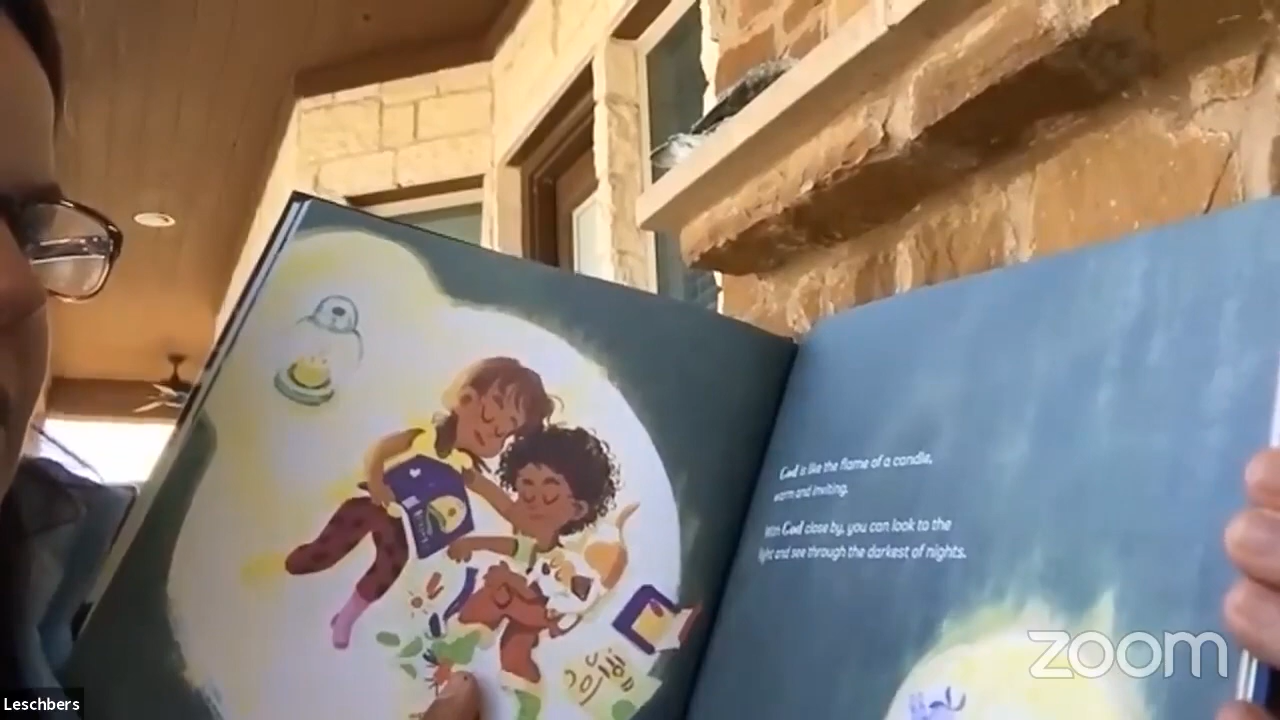 God is like the flame of a candle,
warm and inviting.
With God close by, you can look to the
light and see through the darkest of nights.
zoom
Leschbers